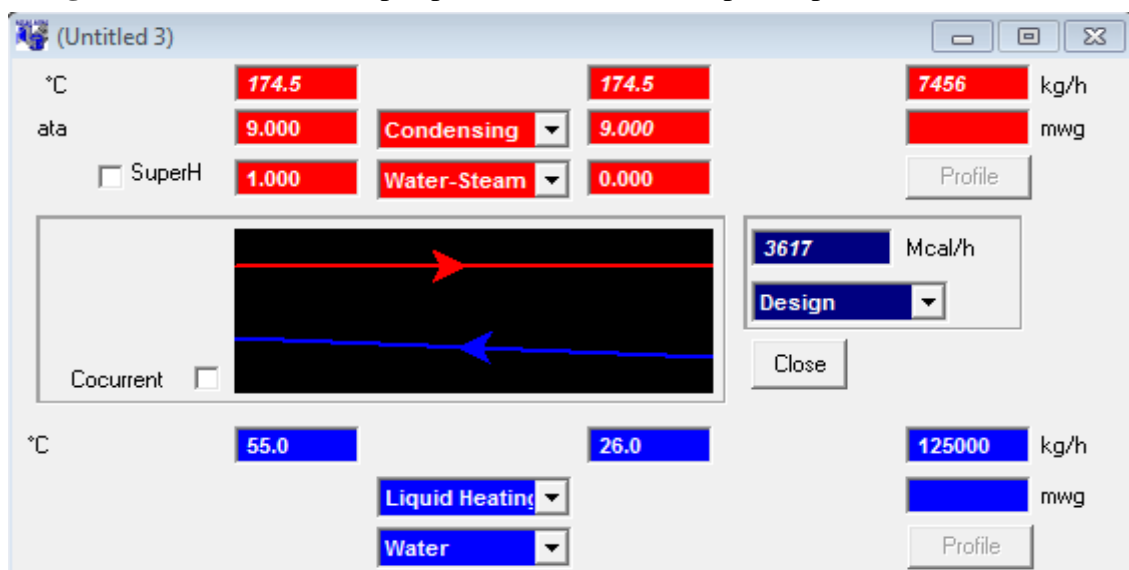 (Untitled 3)
°C 174.5 174.5 7456 kg/h
ata 9.000 Condensing 9.000 mwg
SuperH 1.000 Water-Steam 0.000 Profile
3617 Mcal/h
Design
Close
Cocurrent
°C 55.0 26.0 125000 kg/h
Liquid Heating mwg
Water Profile